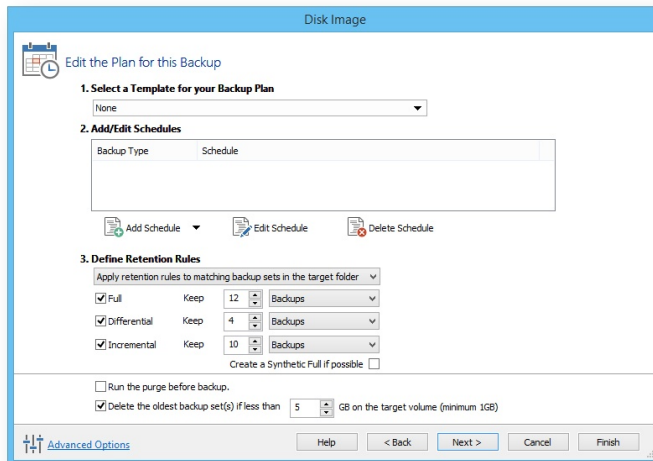 Disk Image
Edit the Plan for this Backup
1. Select a Template for your Backup Plan
None
2. Add/Edit Schedules
Backup Type Schedule
Add Schedule Edit Schedule Delete Schedule
3. Define Retention Rules
Apply retention rules to matching backup sets in the target folder
Full Keep 12 Backups
Differential Keep 4 Backups
Incremental Keep 10 Backups
Create a Synthetic Full if possible
Run the purge before backup.
Delete the oldest backup set(s) if less than 5 GB on the target volume (minimum 1GB)
Advanced Options Help < Back Next > Cancel Finish